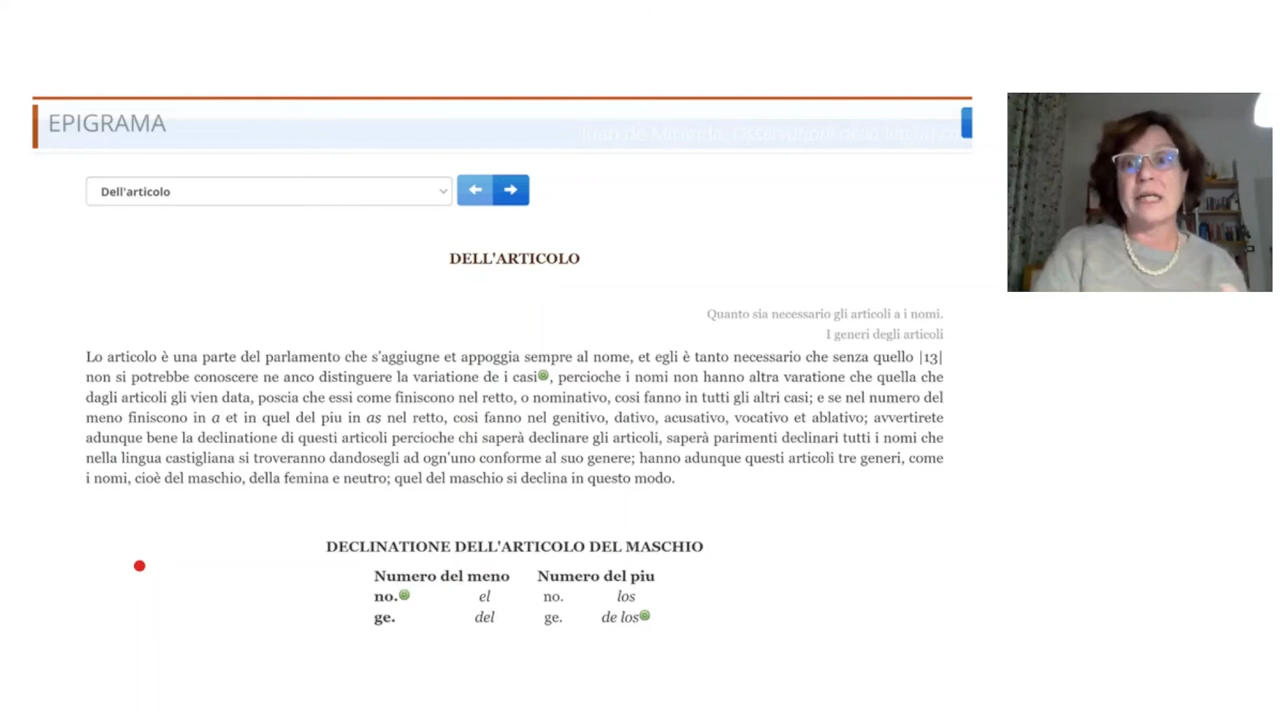 EPIGRAMA
Juan de Miranda, Osservationi della lingua ca
Dell'articolo
DELL'ARTICOLO
Quanto sia necessario gli articoli a i nomi.
I generi degli articoli
Lo articolo è una parte del parlamento che s'aggiugne et appoggia sempre al nome, et egli è tanto necessario che senza quello |13|
non si potrebbe conoscere ne anco distinguere la variatione de i casi, percioche i nomi non hanno altra varatione che quella che
dagli articoli gli vien data, poscia che essi come finiscono nel retto, o nominativo, cosi fanno in tutti gli altri casi; e se nel numero del
meno finiscono in a et in quel del piu in as nel retto, cosi fanno nel genitivo, dativo, acusativo, vocativo et ablativo; avvertirete
adunque bene la declinatione di questi articoli percioche chi saperà declinare gli articoli, saperà parimenti declinari tutti i nomi che
nella lingua castigliana si troveranno dandosegli ad ogn'uno conforme al suo genere; hanno adunque questi articoli tre generi, come
i nomi, cioè del maschio, della femina e neutro; quel del maschio si declina in questo modo.
DECLINATIONE DELL'ARTICOLO DEL MASCHIO
Numero del meno Numero del piu
no. el no. los
ge. del ge. de los